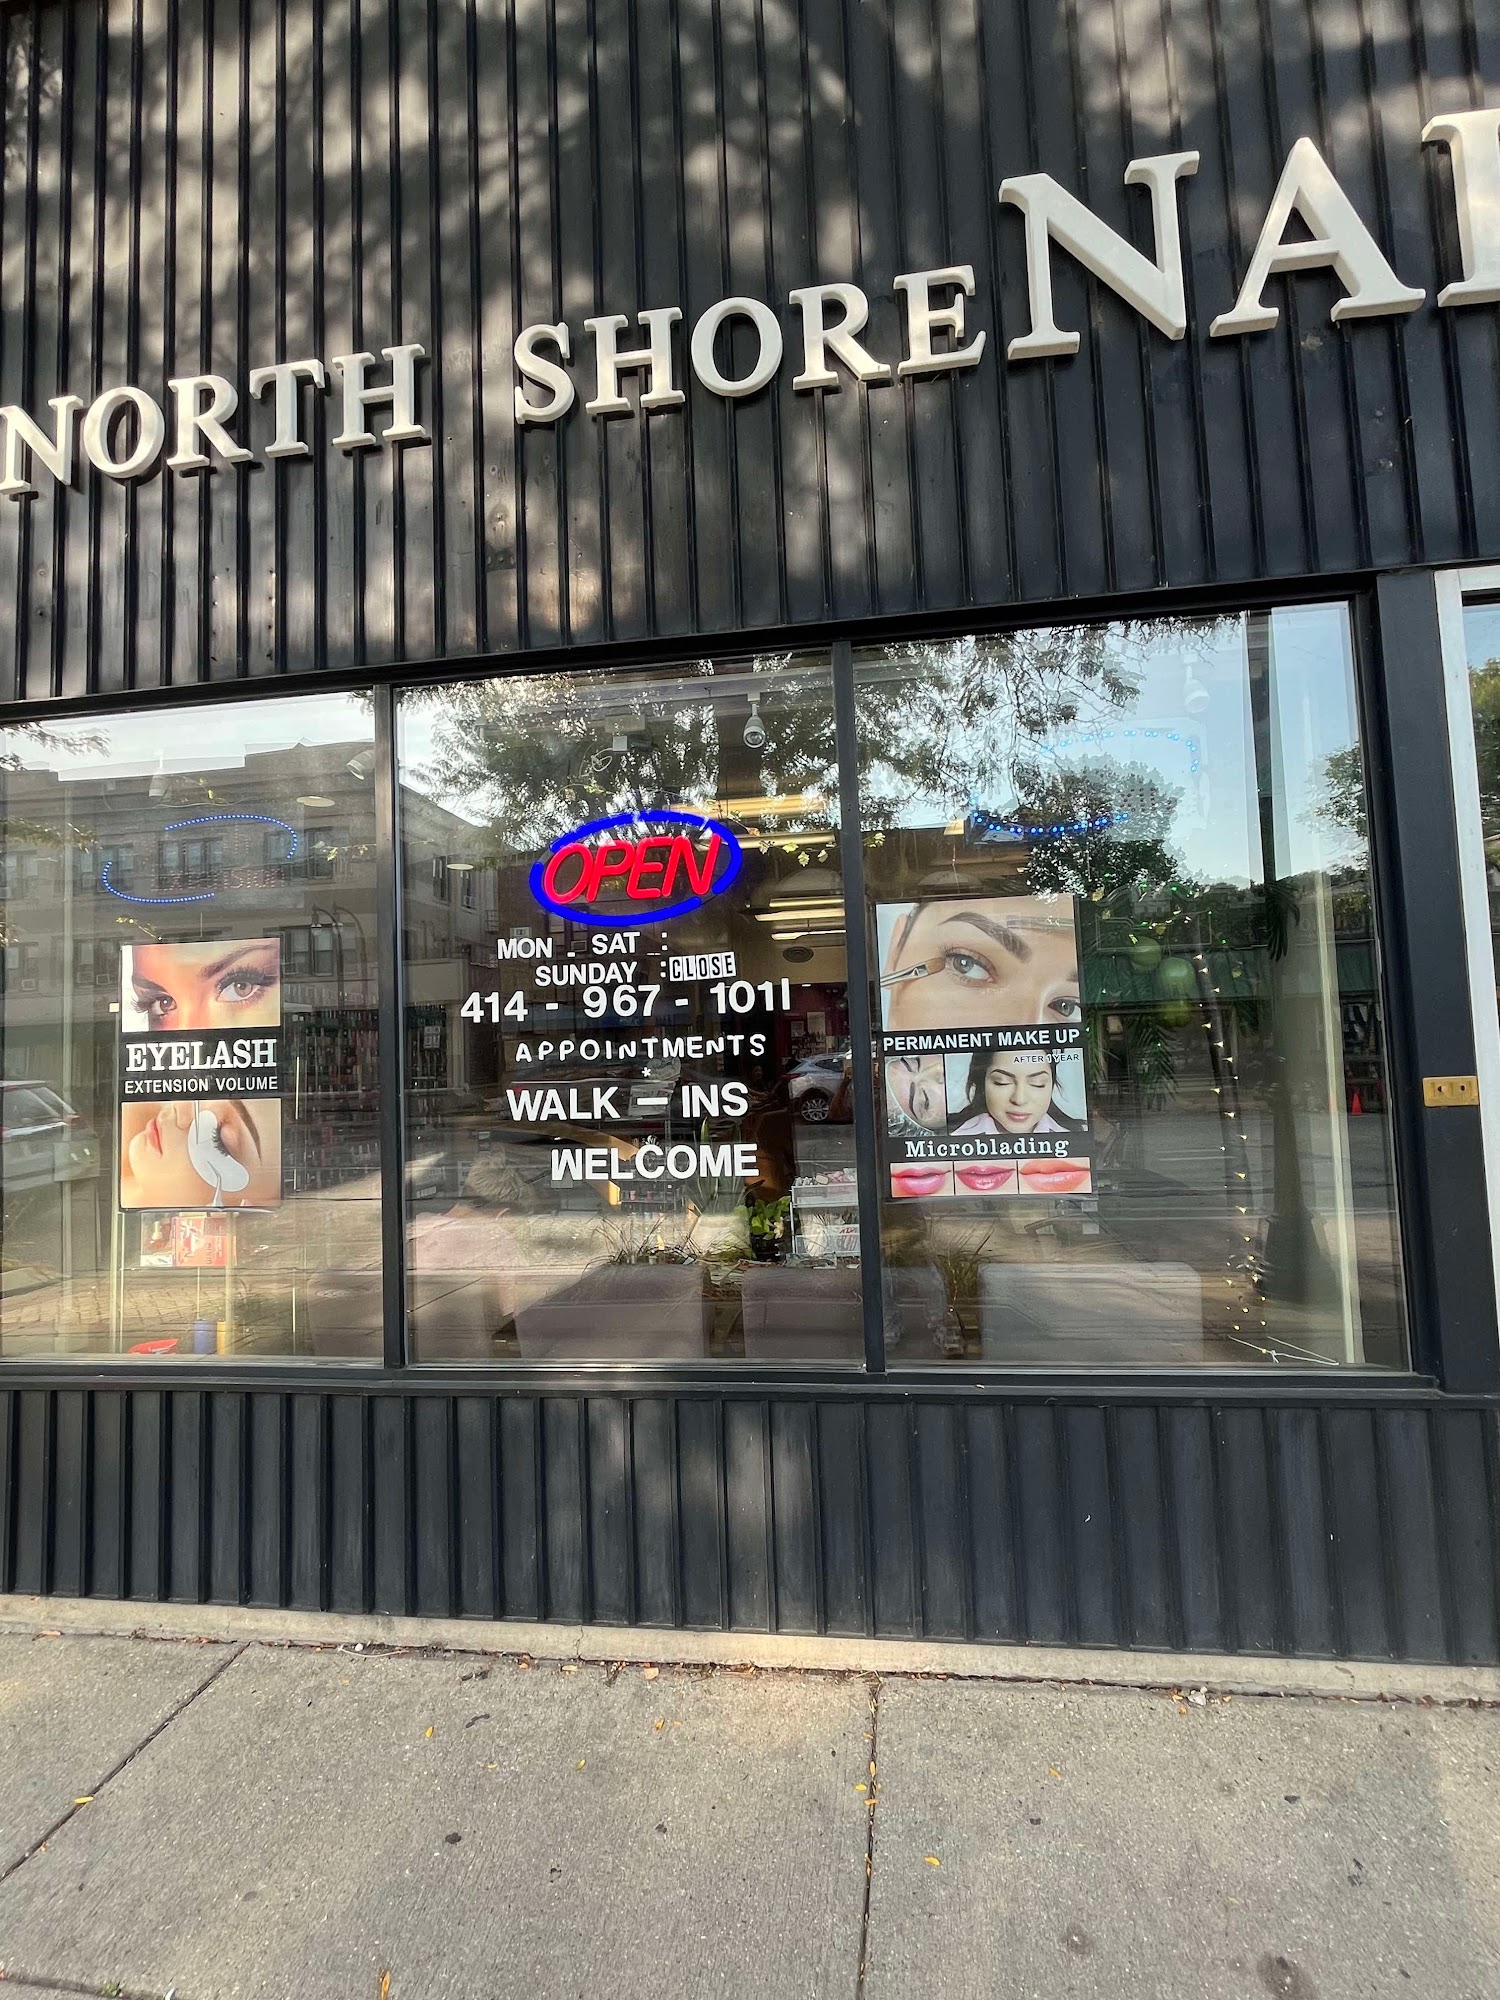 NORTH SHORE NAI
OPEN
MON - SAT :
SUNDAY : CLOSE
414 - 967 - 1011
APPOINTMENTS
*
WALK - INS
WELCOME
EYELASH
EXTENSION VOLUME
PERMANENT MAKE UP
AFTER 1 YEAR
Microblading